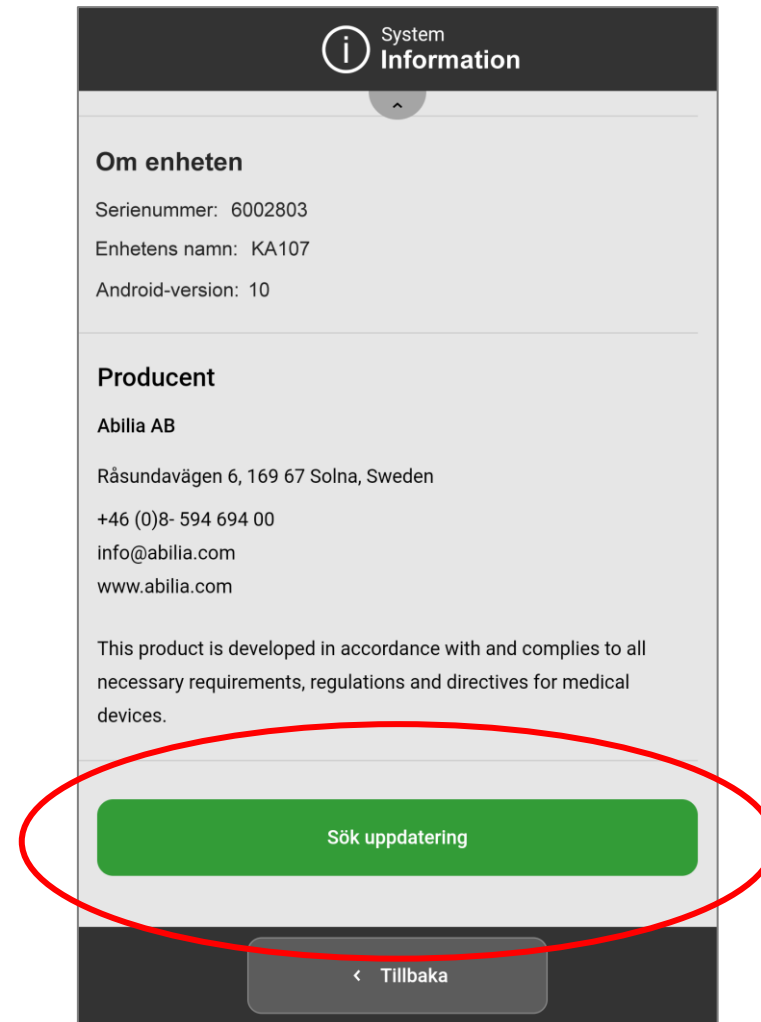 System
Information
Om enheten
Serienummer: 6002803
Enhetens namn: KA107
Android-version: 10
Producent
Abilia AB
Råsundavägen 6, 169 67 Solna, Sweden
+46 (0)8- 594 694 00
info@abilia.com
www.abilia.com
This product is developed in accordance with and complies to all
necessary requirements, regulations and directives for medical
devices.
Sök uppdatering
Tillbaka